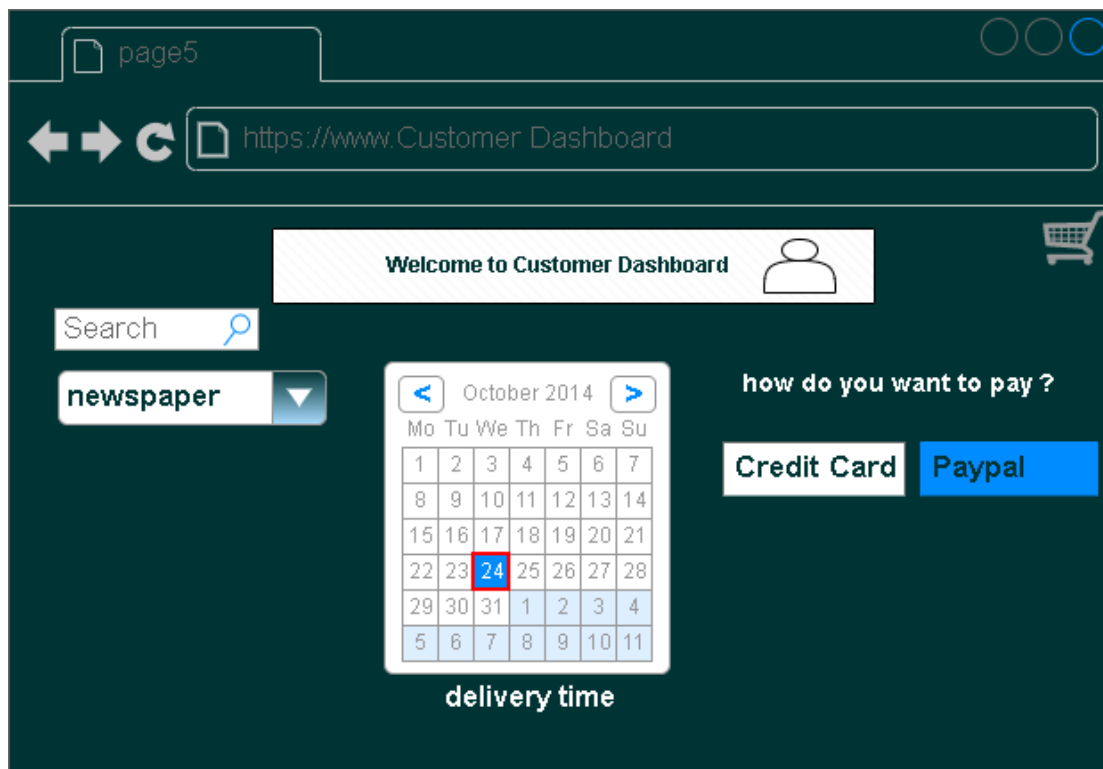 page5
https://www.Customer Dashboard
Welcome to Customer Dashboard
Search
newspaper
< October 2014 >
Mo Tu We Th Fr Sa Su
1 2 3 4 5 6 7
8 9 10 11 12 13 14
15 16 17 18 19 20 21
22 23 24 25 26 27 28
29 30 31 1 2 3 4
5 6 7 8 9 10 11
delivery time
how do you want to pay ?
Credit Card Paypal